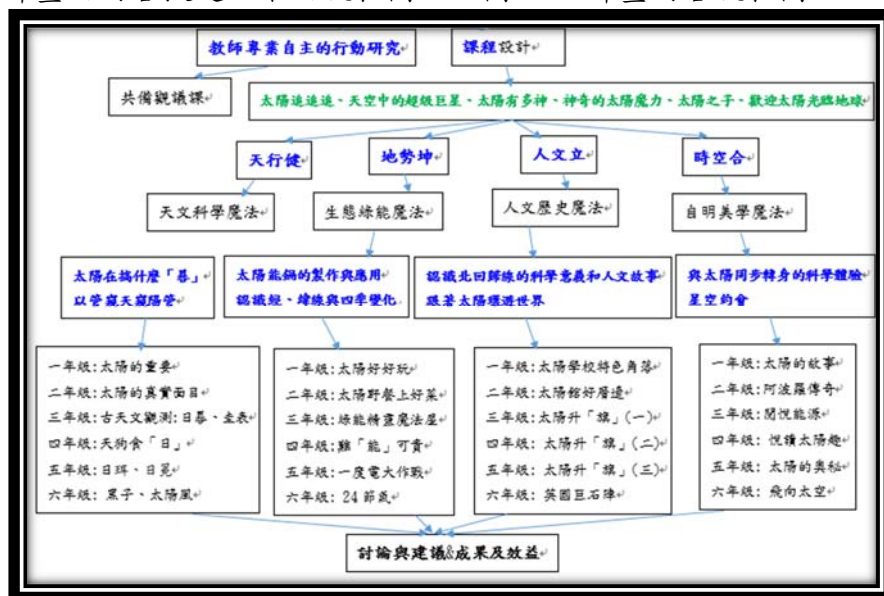 教師專業自主的行動研究
課程設計
共備觀議課
太陽追追追、天空中的超級巨星、太陽有多神、神奇的太陽魔力、太陽之子、歡迎太陽光臨地球
天行健
地勢坤
人文立
時空合
天文科學魔法
生態綠能魔法
人文歷史魔法
自明美學魔法
太陽在搞什麼「晷」
以管窺天窺陽管
太陽能鍋的製作與應用
認識經、緯線與四季變化
認識北回歸線的科學意義和人文故事
跟著太陽環遊世界
與太陽同步轉身的科學體驗
星空約會
一年級:太陽的重要
二年級:太陽的真實面目
三年級:古天文觀測:日晷、圭表
四年級:天狗食「日」
五年級:日珥、日冕
六年級: 黑子、太陽風
一年級:太陽好好玩
二年級:太陽野餐上好菜
三年級:綠能精靈魔法屋
四年級:難「能」可貴
五年級:一度電大作戰
六年級: 24 節氣
一年級:太陽學校特色角落
二年級:太陽館好厝邊
三年級:太陽升「旗」(一)
四年級: 太陽升「旗」(二)
五年級: 太陽升「旗」(三)
六年級: 英國巨石陣
一年級:太陽的故事
二年級:阿波羅傳奇
三年級:閱悅能源
四年級: 悅讀太陽趣
五年級: 太陽的奧秘
六年級: 飛向太空
討論與建議&成果及效益